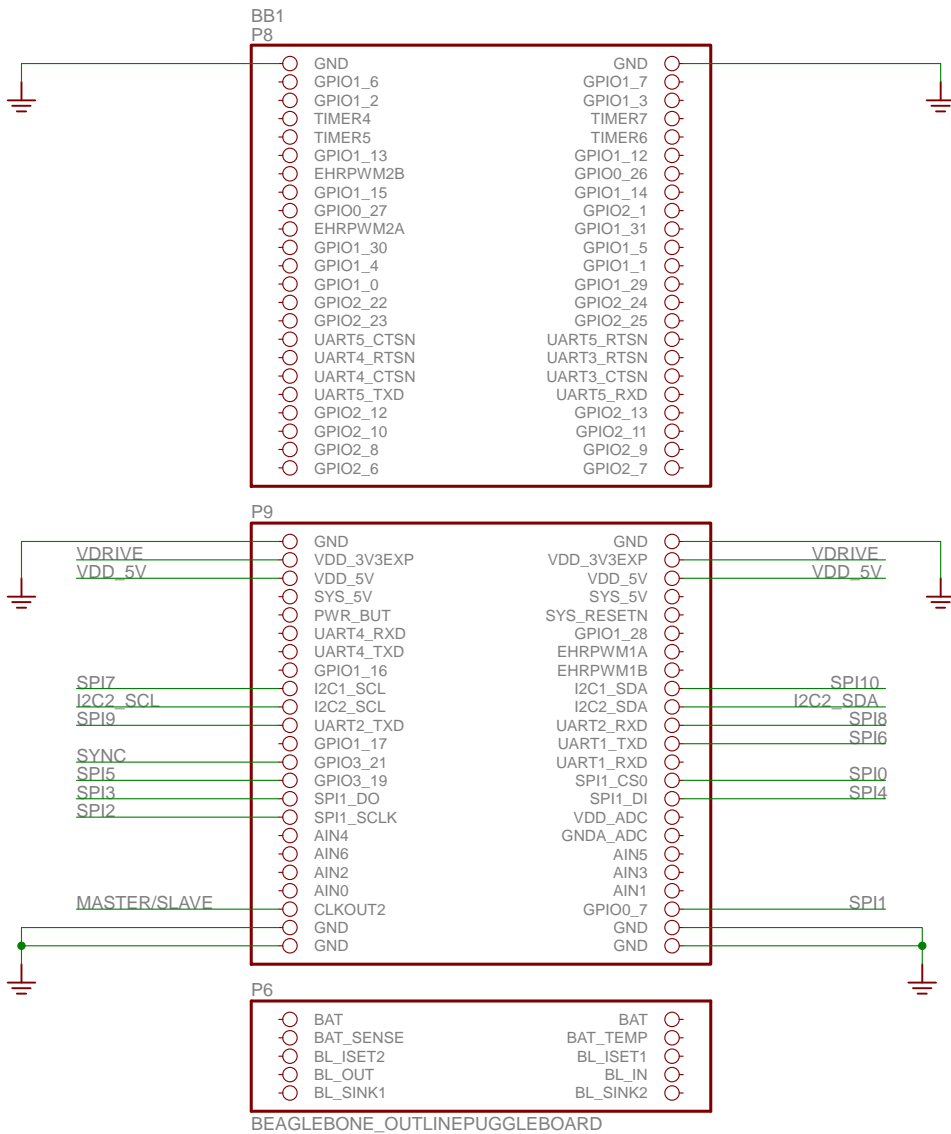 BB1
P8
GND GND
GPIO1_6 GPIO1_7
GPIO1_2 GPIO1_3
TIMER4 TIMER7
TIMER5 TIMER6
GPIO1_13 GPIO1_12
EHRPWM2B GPIO0_26
GPIO1_15 GPIO1_14
GPIO0_27 GPIO2_1
EHRPWM2A GPIO1_31
GPIO1_30 GPIO1_5
GPIO1_4 GPIO1_1
GPIO1_0 GPIO1_29
GPIO2_22 GPIO2_24
GPIO2_23 GPIO2_25
UART5_CTSN UART5_RTSN
UART4_RTSN UART3_RTSN
UART4_CTSN UART3_CTSN
UART5_TXD UART5_RXD
GPIO2_12 GPIO2_13
GPIO2_10 GPIO2_11
GPIO2_8 GPIO2_9
GPIO2_6 GPIO2_7
P9
GND GND
VDRIVE VDD_3V3EXP VDD_3V3EXP VDRIVE
VDD_5V VDD_5V VDD_5V VDD_5V
SYS_5V SYS_5V
PWR_BUT SYS_RESETN
UART4_RXD GPIO1_28
UART4_TXD EHRPWM1A
GPIO1_16 EHRPWM1B
SPI7 I2C1_SCL I2C1_SDA SPI10
I2C2_SCL I2C2_SCL I2C2_SDA I2C2_SDA
SPI9 UART2_TXD UART2_RXD SPI8
GPIO1_17 UART1_TXD SPI6
SYNC GPIO3_21 UART1_RXD
SPI5 GPIO3_19 SPI1_CS0 SPI0
SPI3 SPI1_DO SPI1_DI SPI4
SPI2 SPI1_SCLK VDD_ADC
AIN4 GNDA_ADC
AIN6 AIN5
AIN2 AIN3
AIN0 AIN1
MASTER/SLAVE CLKOUT2 GPIO0_7 SPI1
GND GND
GND GND
P6
BAT BAT
BAT_SENSE BAT_TEMP
BL_ISET2 BL_ISET1
BL_OUT BL_IN
BL_SINK1 BL_SINK2
BEAGLEBONE_OUTLINEPUGGLEBOARD